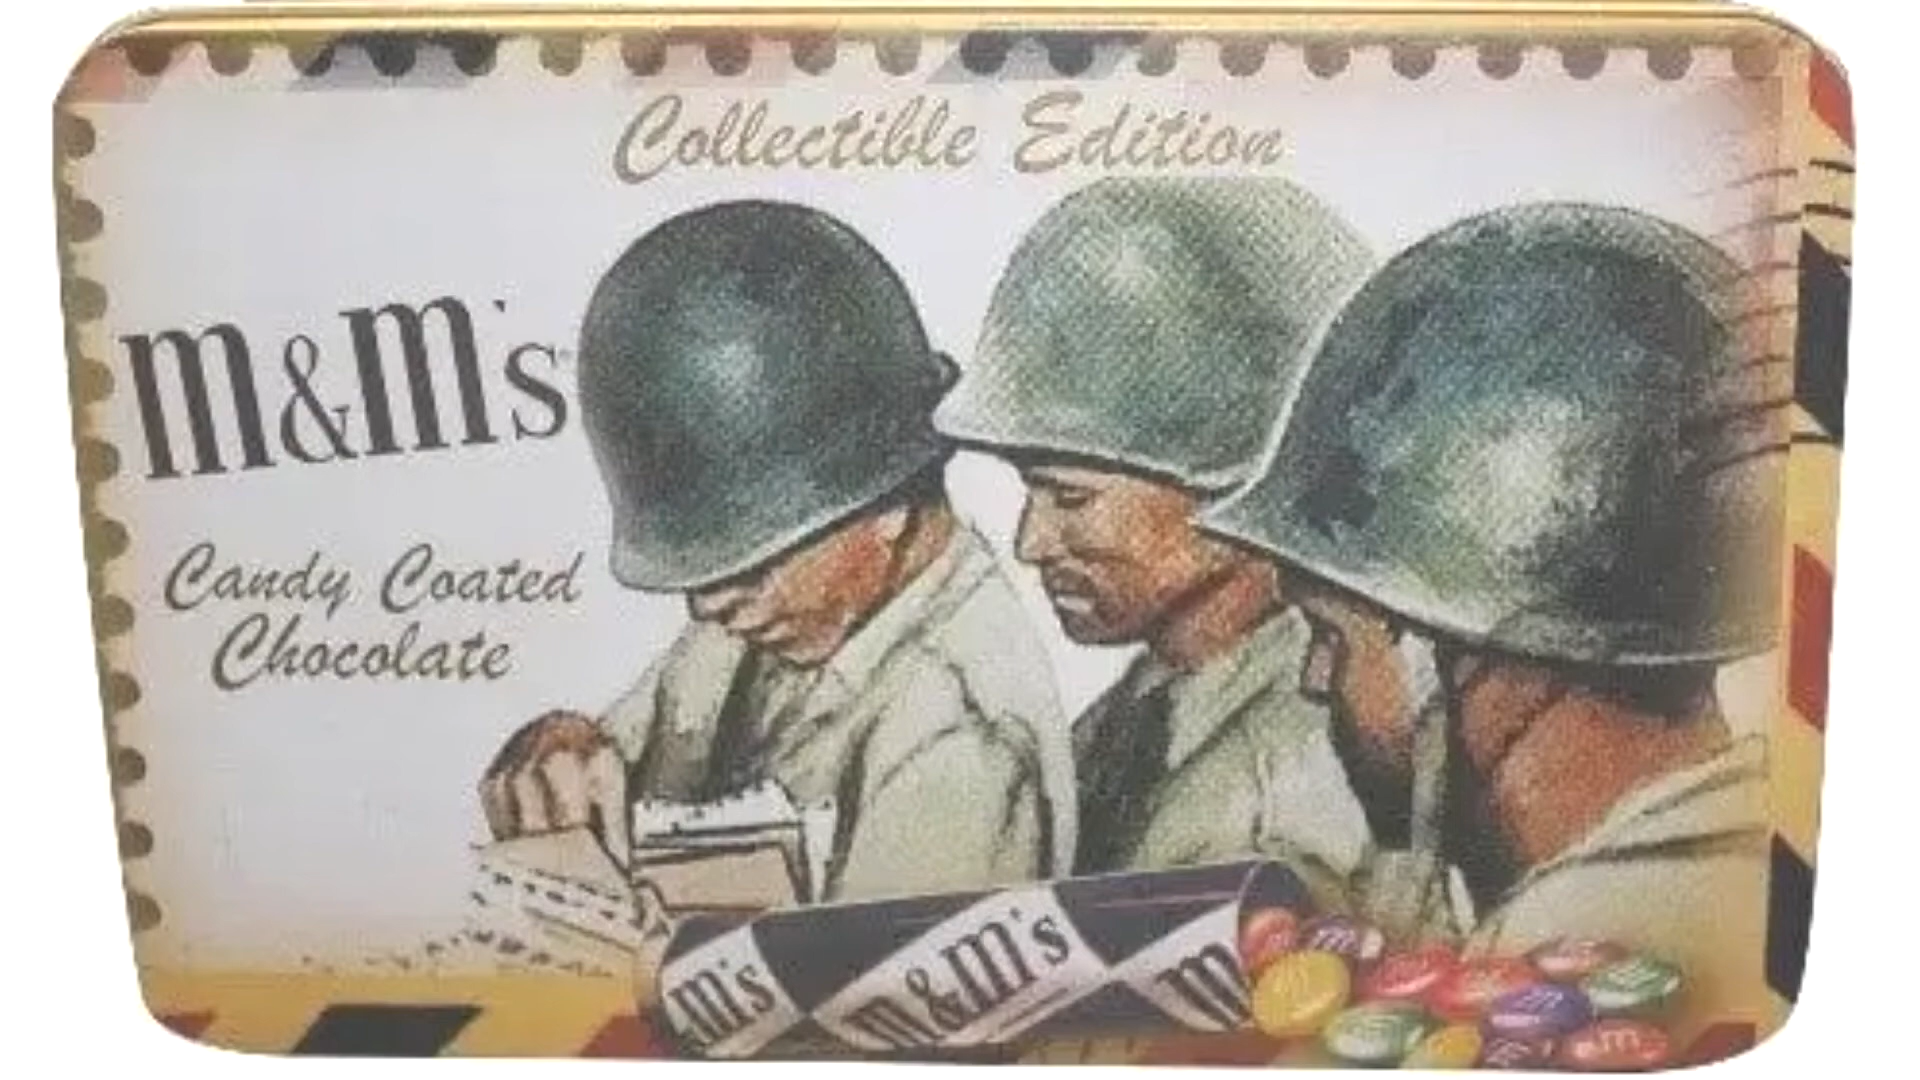 Collectible Edition
m&m's
Candy Coated
Chocolate
m's
m&m's
m
m
m